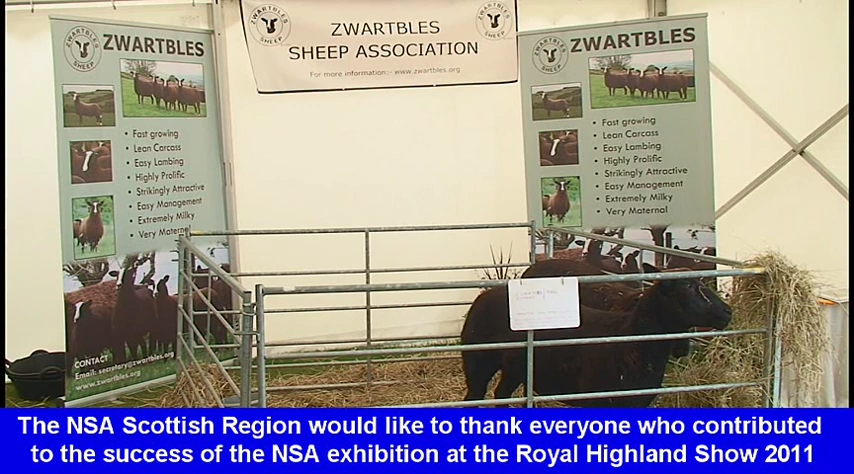 ZWARTBLES
SHEEP
ZWARTBLES
• Fast growing
• Lean Carcass
• Easy Lambing
• Highly Prolific
• Strikingly Attractive
• Easy Management
• Extremely Milky
• Very Materna
CONTACT
Email: secretary@zwartbles.org
www.zwartbles.org
ZWARTBLES
SHEEP
ZWARTBLES
SHEEP
ZWARTBLES
SHEEP ASSOCIATION
For more information:- www.zwartbles.org
ZWARTBLES
SHEEP
ZWARTBLES
• Fast growing
• Lean Carcass
• Easy Lambing
• Highly Prolific
• Strikingly Attractive
• Easy Management
• Extremely Milky
• Very Maternal
The NSA Scottish Region would like to thank everyone who contributed
to the success of the NSA exhibition at the Royal Highland Show 2011